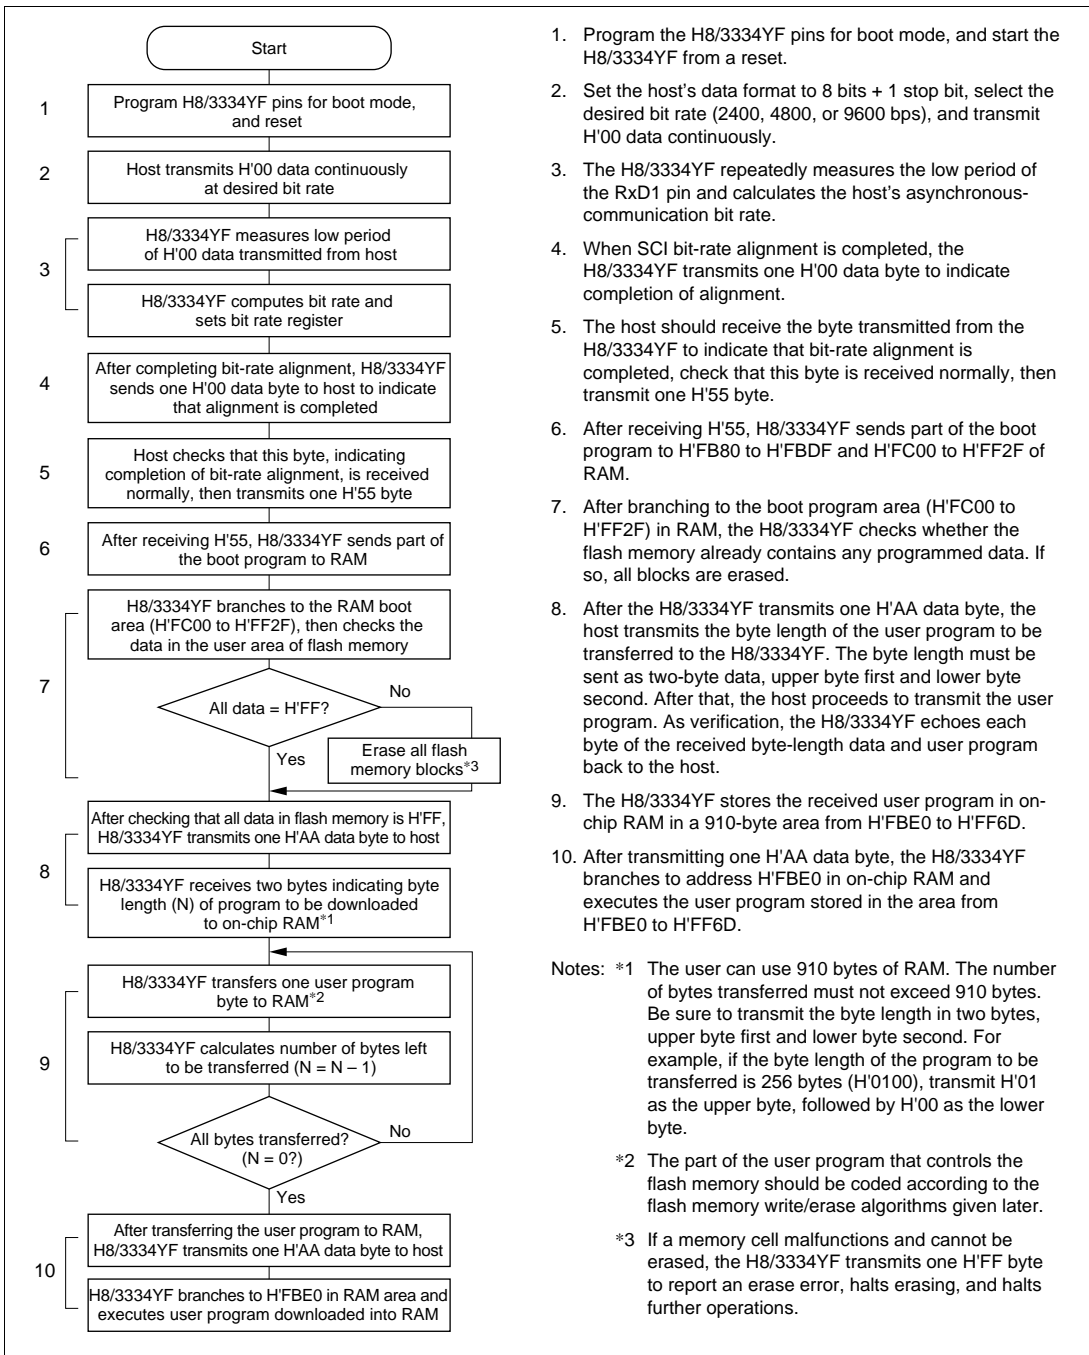 Start
1
Program H8/3334YF pins for boot mode,
and reset
2
Host transmits H'00 data continuously
at desired bit rate
3
H8/3334YF measures low period
of H'00 data transmitted from host
H8/3334YF computes bit rate and
sets bit rate register
4
After completing bit-rate alignment, H8/3334YF
sends one H'00 data byte to host to indicate
that alignment is completed
5
Host checks that this byte, indicating
completion of bit-rate alignment, is received
normally, then transmits one H'55 byte
6
After receiving H'55, H8/3334YF sends part of
the boot program to RAM
7
H8/3334YF branches to the RAM boot
area (H'FC00 to H'FF2F), then checks the
data in the user area of flash memory
All data = H'FF?
No
Yes
Erase all flash
memory blocks*3
8
After checking that all data in flash memory is H'FF,
H8/3334YF transmits one H'AA data byte to host
H8/3334YF receives two bytes indicating byte
length (N) of program to be downloaded
to on-chip RAM*1
9
H8/3334YF transfers one user program
byte to RAM*2
H8/3334YF calculates number of bytes left
to be transferred (N = N – 1)
All bytes transferred?
(N = 0?)
No
Yes
10
After transferring the user program to RAM,
H8/3334YF transmits one H'AA data byte to host
H8/3334YF branches to H'FBE0 in RAM area and
executes user program downloaded into RAM
1. Program the H8/3334YF pins for boot mode, and start the
H8/3334YF from a reset.
2. Set the host's data format to 8 bits + 1 stop bit, select the
desired bit rate (2400, 4800, or 9600 bps), and transmit
H'00 data continuously.
3. The H8/3334YF repeatedly measures the low period of
the RxD1 pin and calculates the host's asynchronous-
communication bit rate.
4. When SCI bit-rate alignment is completed, the
H8/3334YF transmits one H'00 data byte to indicate
completion of alignment.
5. The host should receive the byte transmitted from the
H8/3334YF to indicate that bit-rate alignment is
completed, check that this byte is received normally, then
transmit one H'55 byte.
6. After receiving H'55, H8/3334YF sends part of the boot
program to H'FB80 to H'FBDF and H'FC00 to H'FF2F of
RAM.
7. After branching to the boot program area (H'FC00 to
H'FF2F) in RAM, the H8/3334YF checks whether the
flash memory already contains any programmed data. If
so, all blocks are erased.
8. After the H8/3334YF transmits one H'AA data byte, the
host transmits the byte length of the user program to be
transferred to the H8/3334YF. The byte length must be
sent as two-byte data, upper byte first and lower byte
second. After that, the host proceeds to transmit the user
program. As verification, the H8/3334YF echoes each
byte of the received byte-length data and user program
back to the host.
9. The H8/3334YF stores the received user program in on-
chip RAM in a 910-byte area from H'FBE0 to H'FF6D.
10. After transmitting one H'AA data byte, the H8/3334YF
branches to address H'FBE0 in on-chip RAM and
executes the user program stored in the area from
H'FBE0 to H'FF6D.
Notes: *1 The user can use 910 bytes of RAM. The number
of bytes transferred must not exceed 910 bytes.
Be sure to transmit the byte length in two bytes,
upper byte first and lower byte second. For
example, if the byte length of the program to be
transferred is 256 bytes (H'0100), transmit H'01
as the upper byte, followed by H'00 as the lower
byte.
*2 The part of the user program that controls the
flash memory should be coded according to the
flash memory write/erase algorithms given later.
*3 If a memory cell malfunctions and cannot be
erased, the H8/3334YF transmits one H'FF byte
to report an erase error, halts erasing, and halts
further operations.